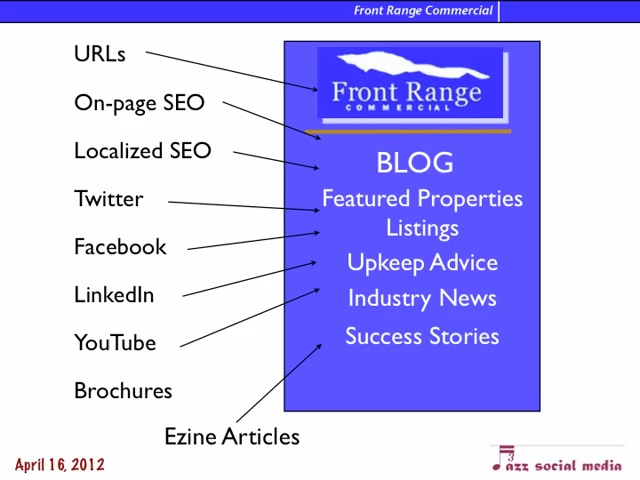 Front Range Commercial
URLs
On-page SEO
Localized SEO
Twitter
Facebook
LinkedIn
YouTube
Brochures
Ezine Articles
Front Range
COMMERCIAL
BLOG
Featured Properties
Listings
Upkeep Advice
Industry News
Success Stories
April 16, 2012
3
azz social media